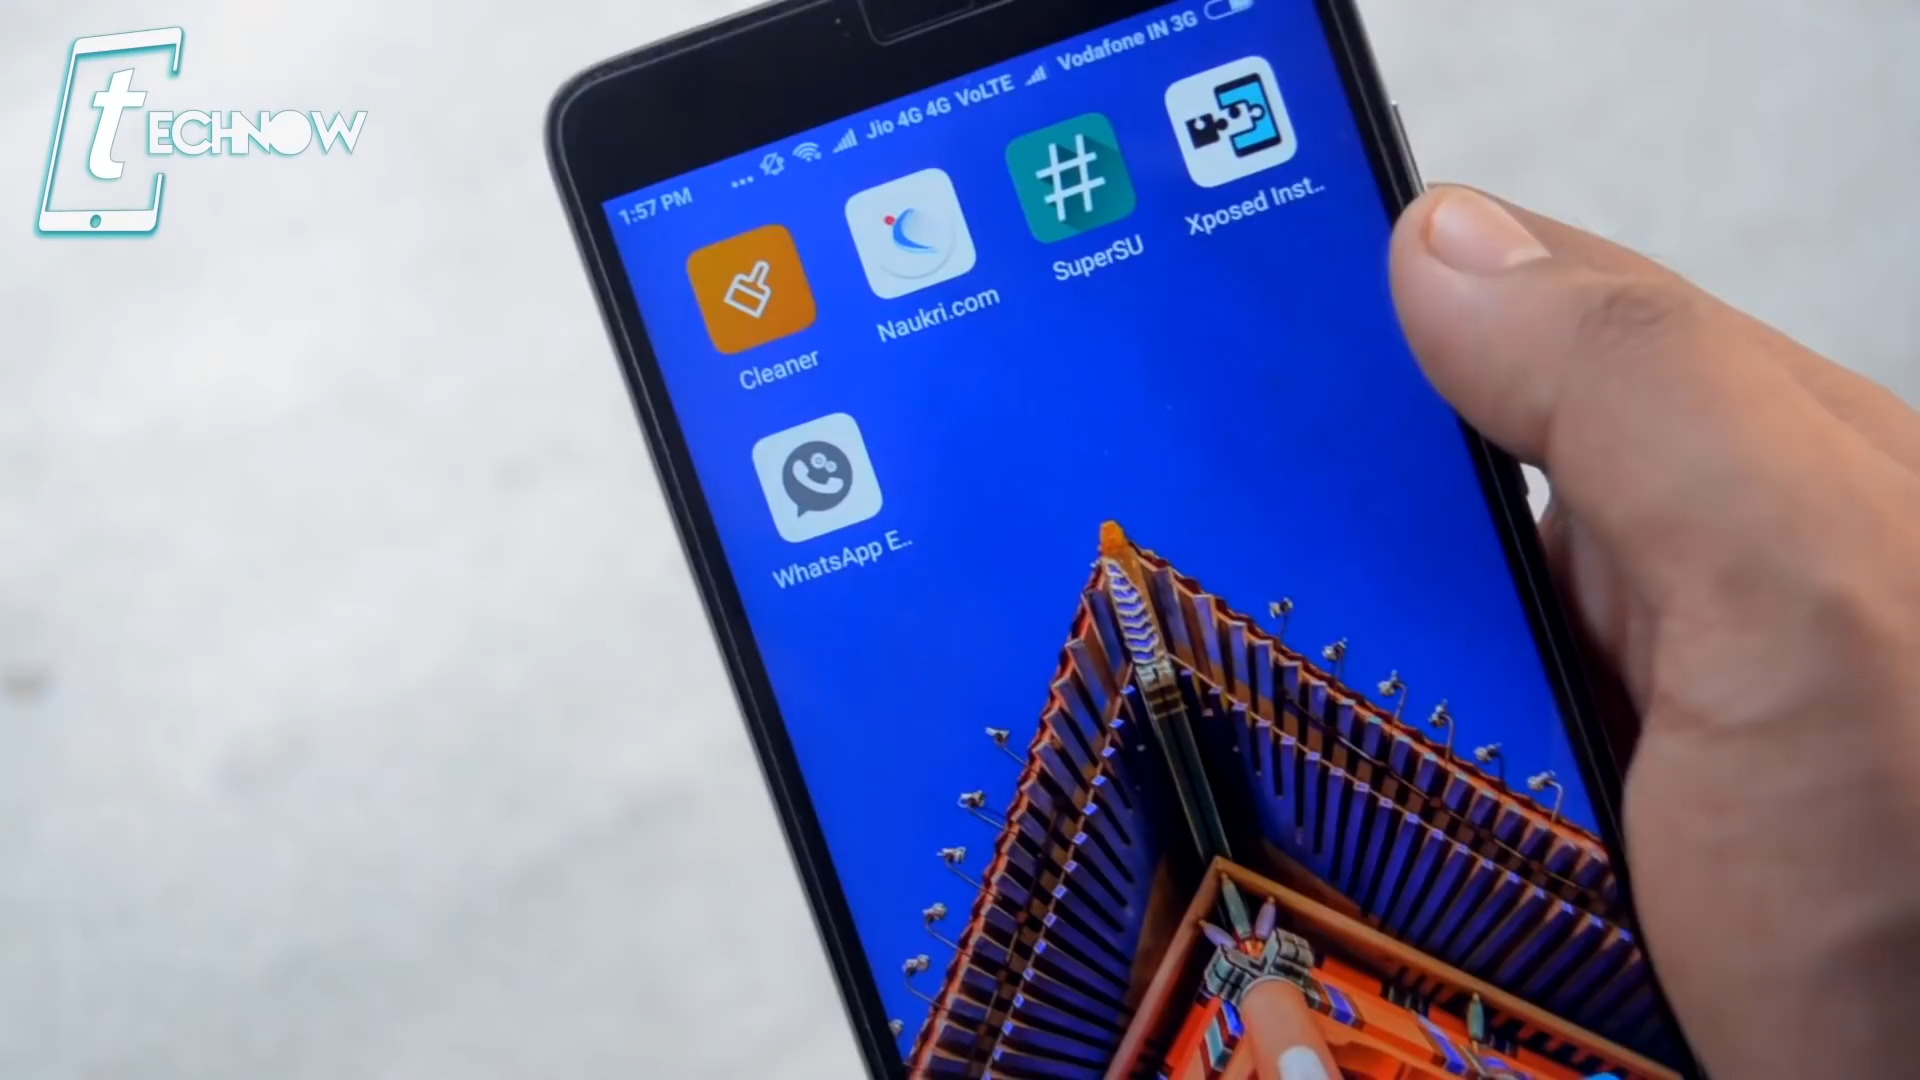 tECHNOW
1:57 PM ... Jio 4G 4G VoLTE Vodafone IN 3G
Cleaner
Naukri.com
SuperSU
Xposed Inst..
WhatsApp E..